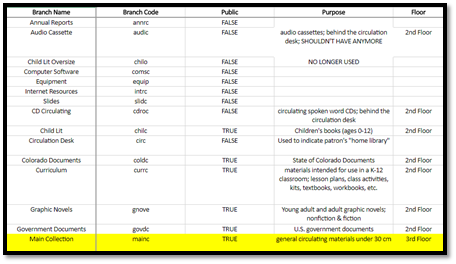 Branch Name Branch Code Public Purpose Floor
Annual Reports annrc FALSE
Audio Cassette audic FALSE audio cassettes; behind the circulation 2nd Floor
desk; SHOULDN'T HAVE ANYMORE
Child Lit Oversize chilo FALSE NO LONGER USED
Computer Software comsc FALSE
Equipment equip FALSE
Internet Resources intrc FALSE
Slides slidc FALSE
CD Circulating cdroc FALSE circulating spoken word CDs; behind the 2nd Floor
circulation desk
Child Lit chilc TRUE Children's books (ages 0-12) 2nd Floor
Circulation Desk circ FALSE Used to indicate patron's "home library"
Colorado Documents coldc TRUE State of Colorado Documents 2nd Floor
Curriculum currc TRUE materials intended for use in a K-12 2nd Floor
classroom; lesson plans, class activities,
kits, textbooks, workbooks, etc.
Graphic Novels gnove TRUE Young adult and adult graphic novels; 2nd Floor
nonfiction & fiction
Government Documents govdc TRUE U.S. government documents 2nd Floor
Main Collection mainc TRUE general circulating materials under 30 cm 3rd Floor